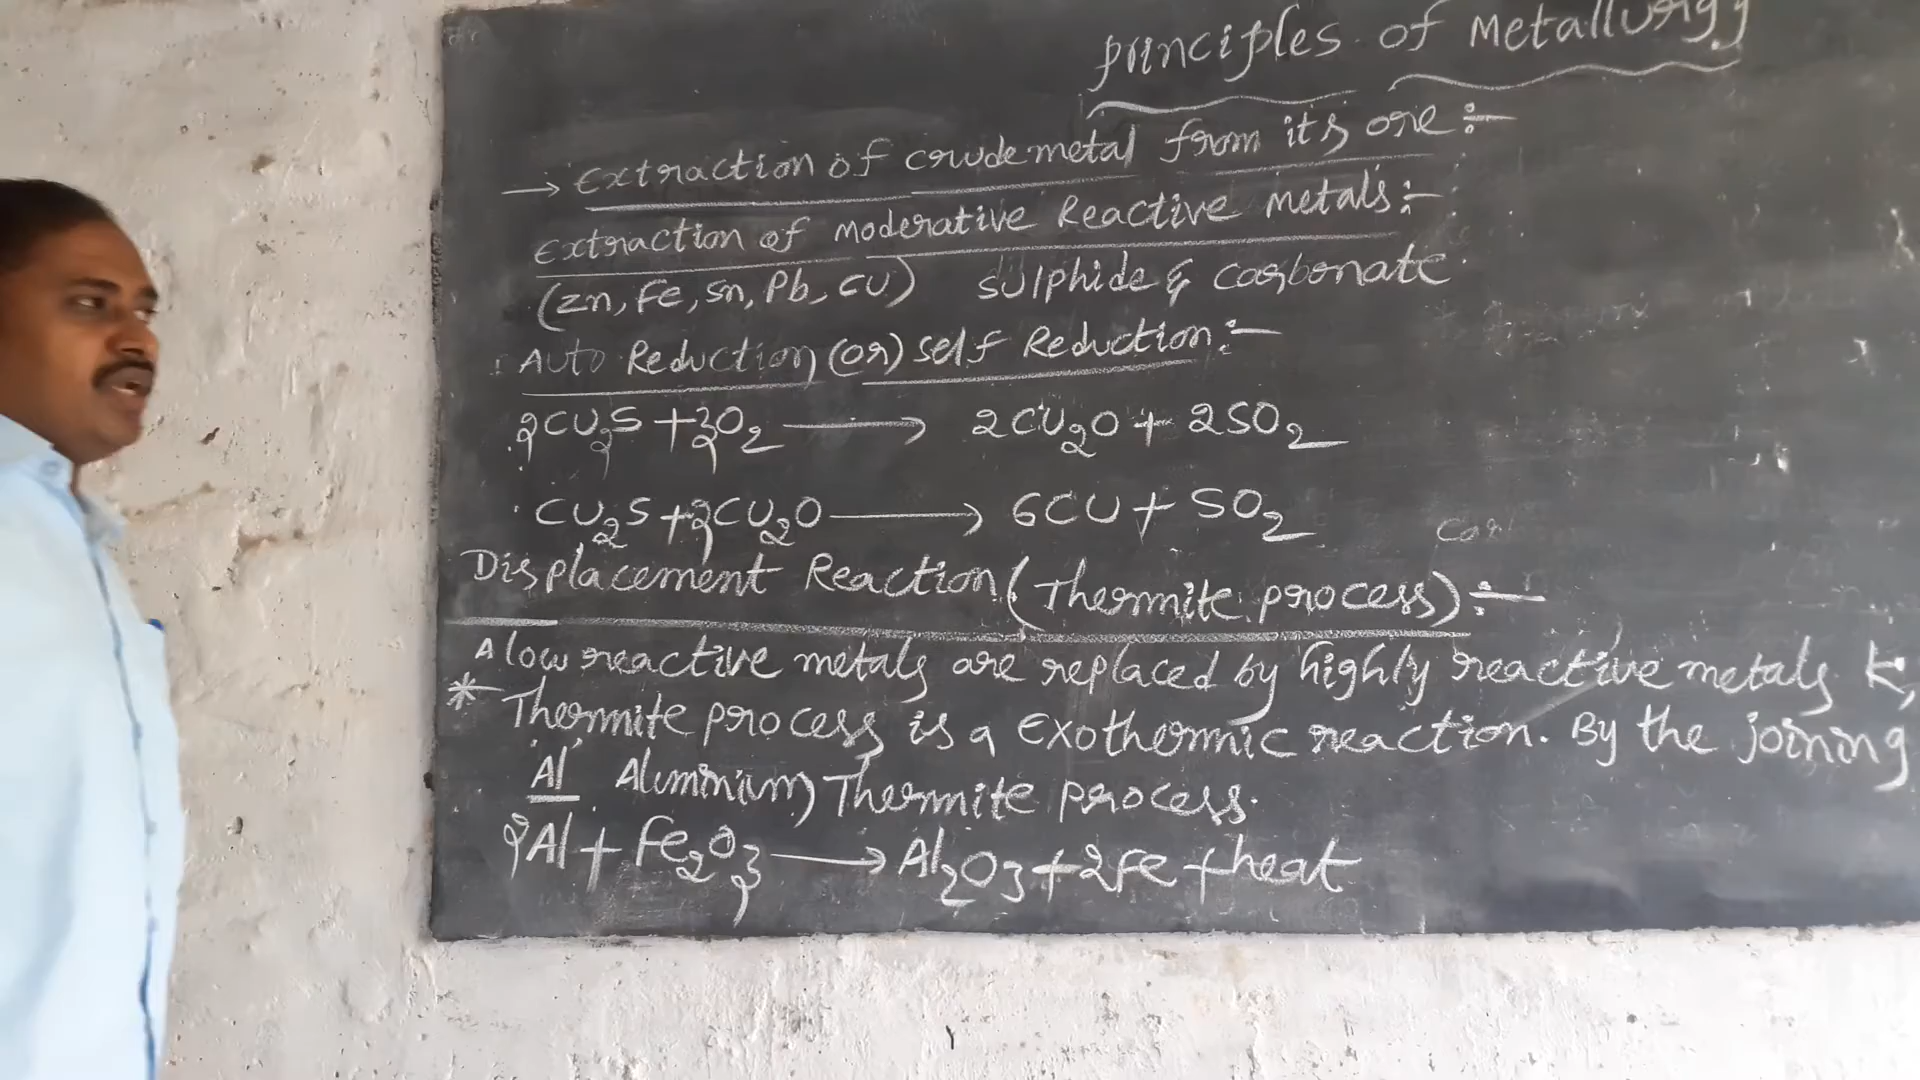 principles of Metallurgy
→ Extraction of crude metal from its ore :-
Extraction of moderative Reactive metals :-
(Zn, Fe, Sn, Pb, Cu) sulphide & carbonate.
Auto Reduction (or) self Reduction :-
2Cu₂S + 3O₂ ⟶ 2Cu₂O + 2SO₂
Cu₂S + 2Cu₂O ⟶ 6Cu + SO₂
Displacement Reaction (Thermite process) :-
A low reactive metals are replaced by highly reactive metals K,
* Thermite process is a Exothermic reaction. By the joining
Al Aluminium) Thermite process.
2Al + Fe₂O₃ ⟶ Al₂O₃ + 2Fe + heat